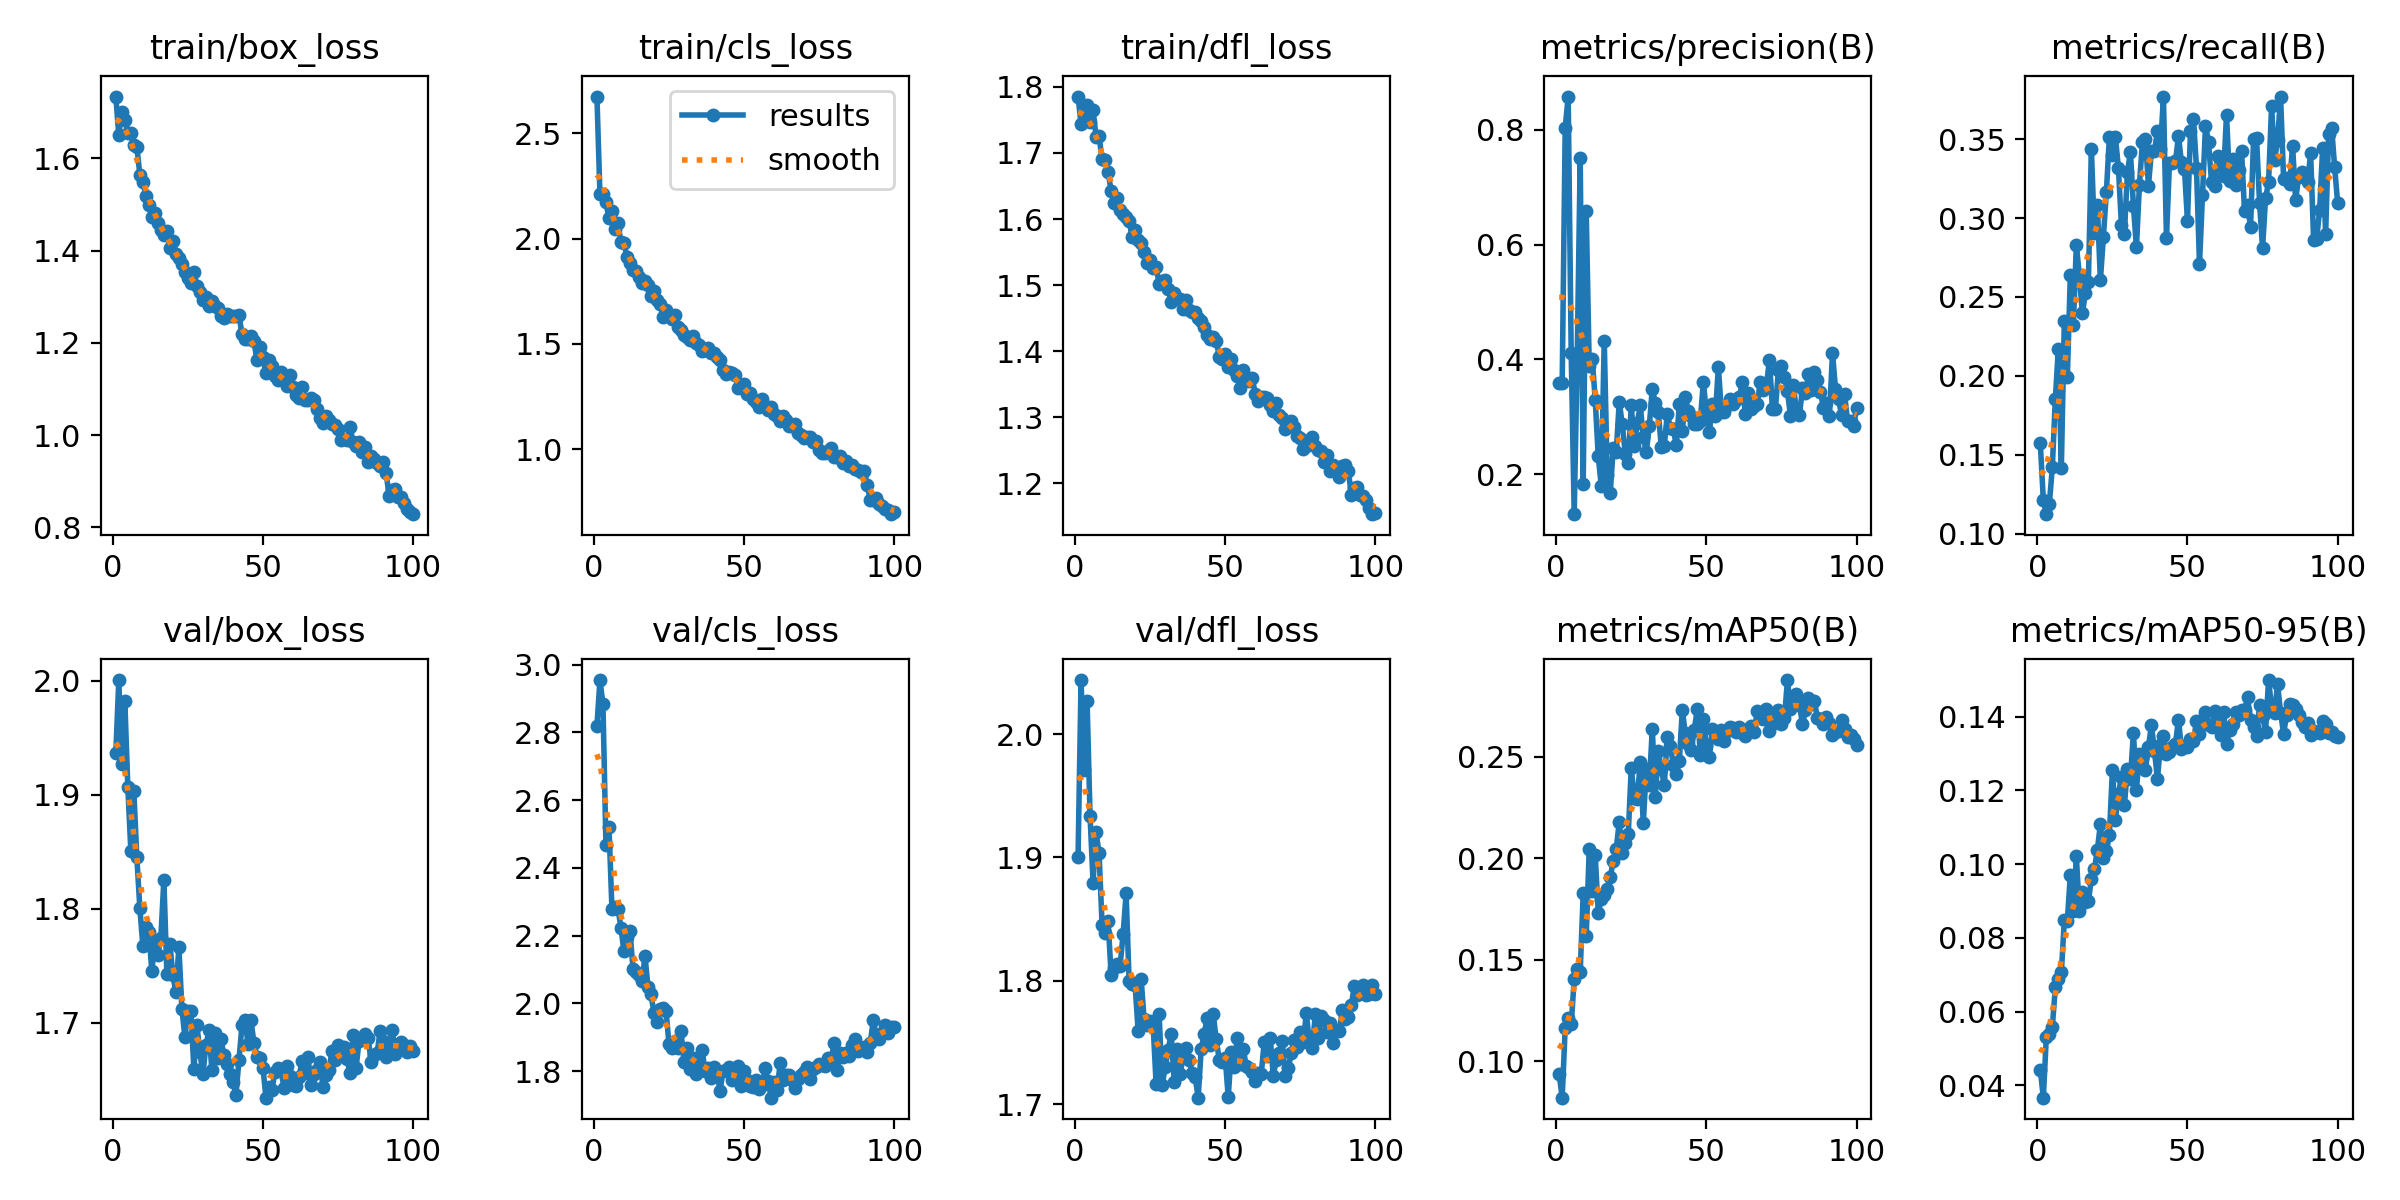 train/box_loss
1.6
1.4
1.2
1.0
0.8
0 50 100
train/cls_loss
results
smooth
2.5
2.0
1.5
1.0
0 50 100
train/dfl_loss
1.8
1.7
1.6
1.5
1.4
1.3
1.2
0 50 100
metrics/precision(B)
0.8
0.6
0.4
0.2
0 50 100
metrics/recall(B)
0.35
0.30
0.25
0.20
0.15
0.10
0 50 100
val/box_loss
2.0
1.9
1.8
1.7
0 50 100
val/cls_loss
3.0
2.8
2.6
2.4
2.2
2.0
1.8
0 50 100
val/dfl_loss
2.0
1.9
1.8
1.7
0 50 100
metrics/mAP50(B)
0.25
0.20
0.15
0.10
0 50 100
metrics/mAP50-95(B)
0.14
0.12
0.10
0.08
0.06
0.04
0 50 100